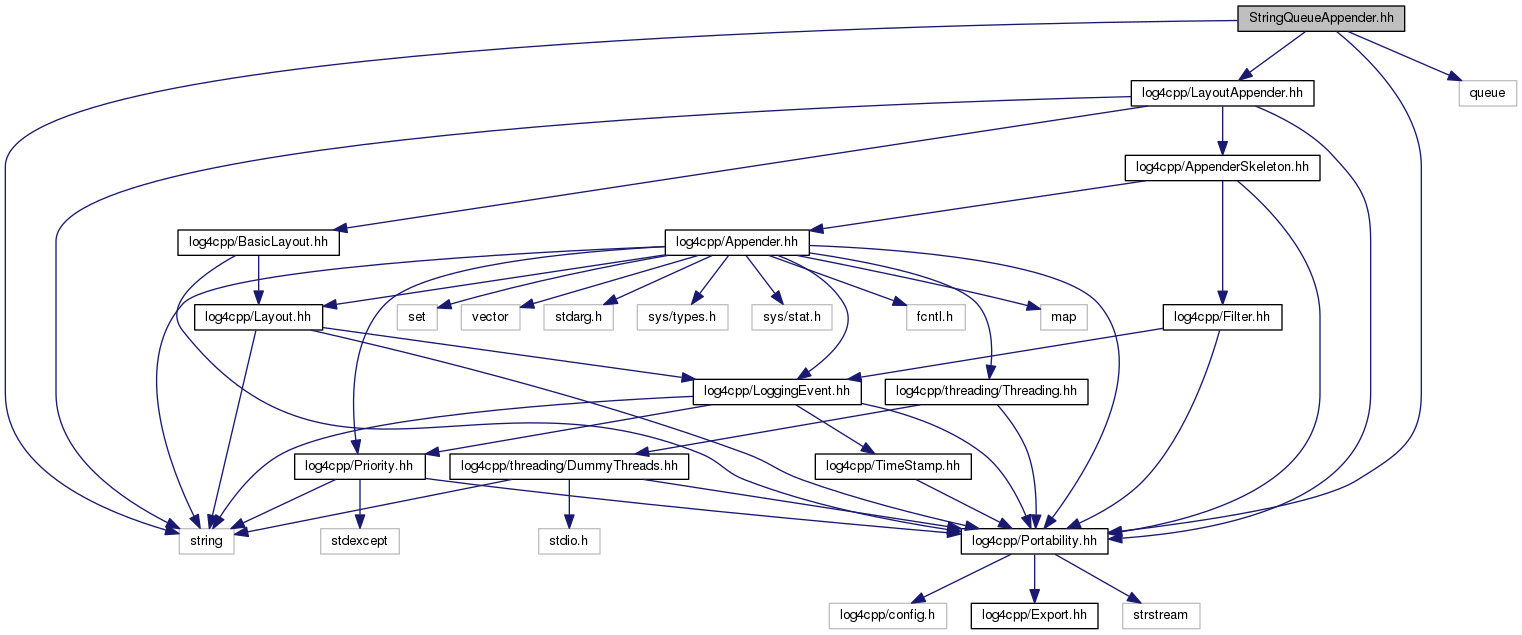 StringQueueAppender.hh
log4cpp/LayoutAppender.hh
queue
log4cpp/AppenderSkeleton.hh
log4cpp/BasicLayout.hh
log4cpp/Appender.hh
log4cpp/Layout.hh
set
vector
stdarg.h
sys/types.h
sys/stat.h
fcntl.h
map
log4cpp/Filter.hh
log4cpp/LoggingEvent.hh
log4cpp/threading/Threading.hh
log4cpp/Priority.hh
log4cpp/threading/DummyThreads.hh
log4cpp/TimeStamp.hh
string
stdexcept
stdio.h
log4cpp/Portability.hh
log4cpp/config.h
log4cpp/Export.hh
strstream